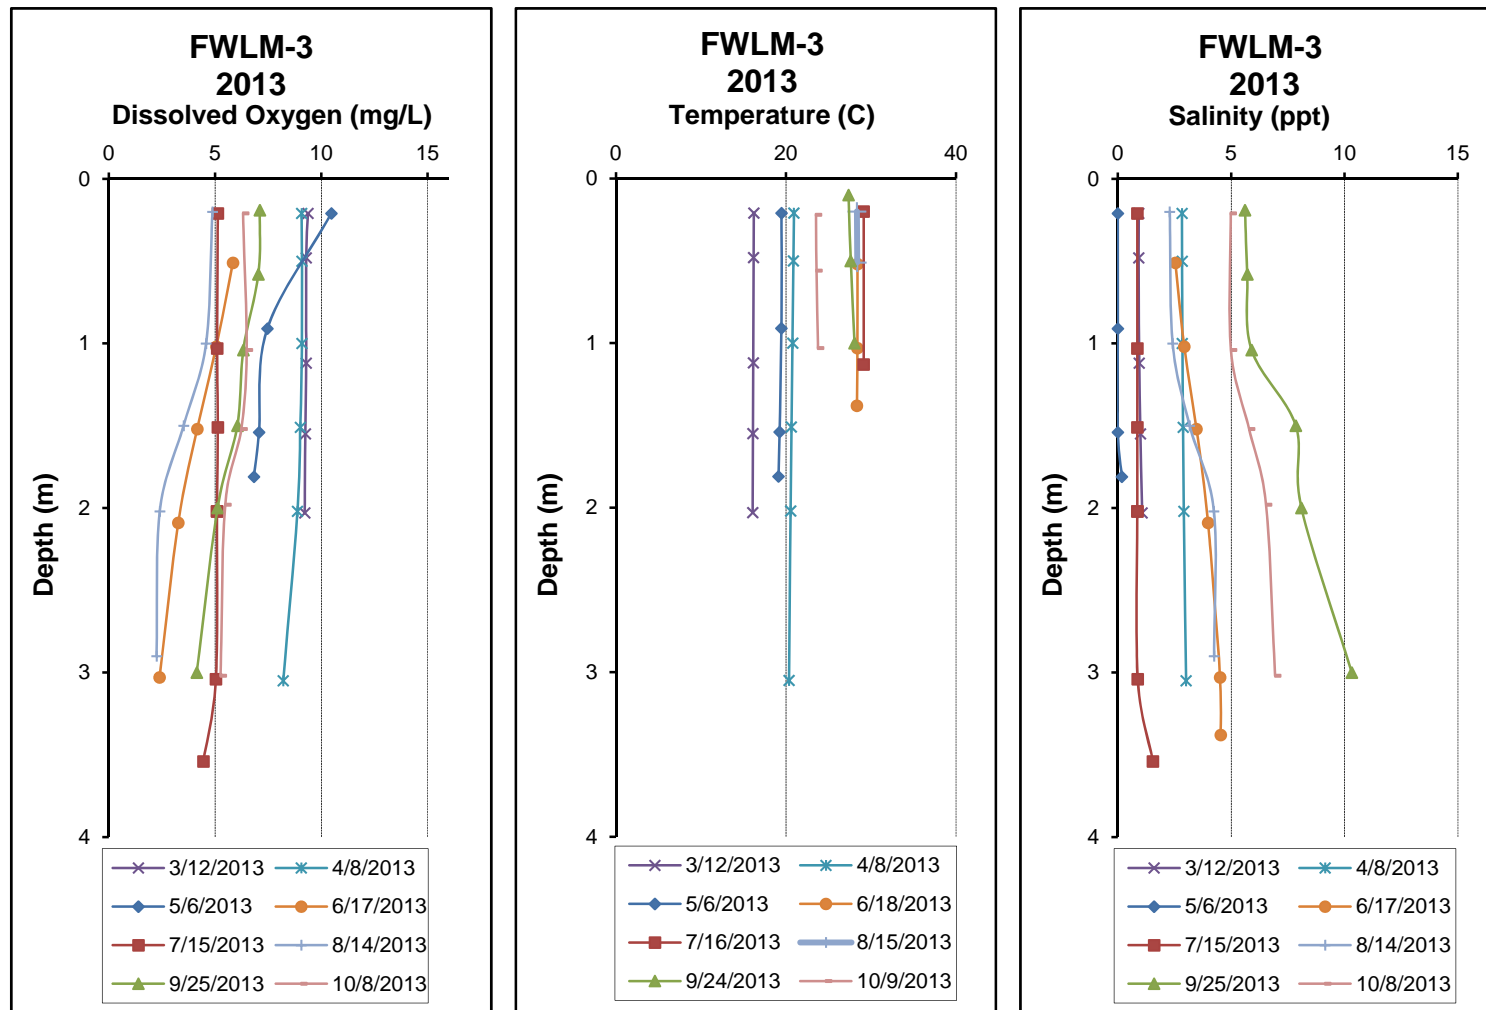 FWLM-3
2013
Dissolved Oxygen (mg/L)
0 5 10 15
0
1
2
3
4
Depth (m)
3/12/2013 4/8/2013
5/6/2013 6/17/2013
7/15/2013 8/14/2013
9/25/2013 10/8/2013
FWLM-3
2013
Temperature (C)
0 20 40
0
1
2
3
4
Depth (m)
3/12/2013 4/8/2013
5/6/2013 6/18/2013
7/16/2013 8/15/2013
9/24/2013 10/9/2013
FWLM-3
2013
Salinity (ppt)
0 5 10 15
0
1
2
3
4
Depth (m)
3/12/2013 4/8/2013
5/6/2013 6/17/2013
7/15/2013 8/14/2013
9/25/2013 10/8/2013